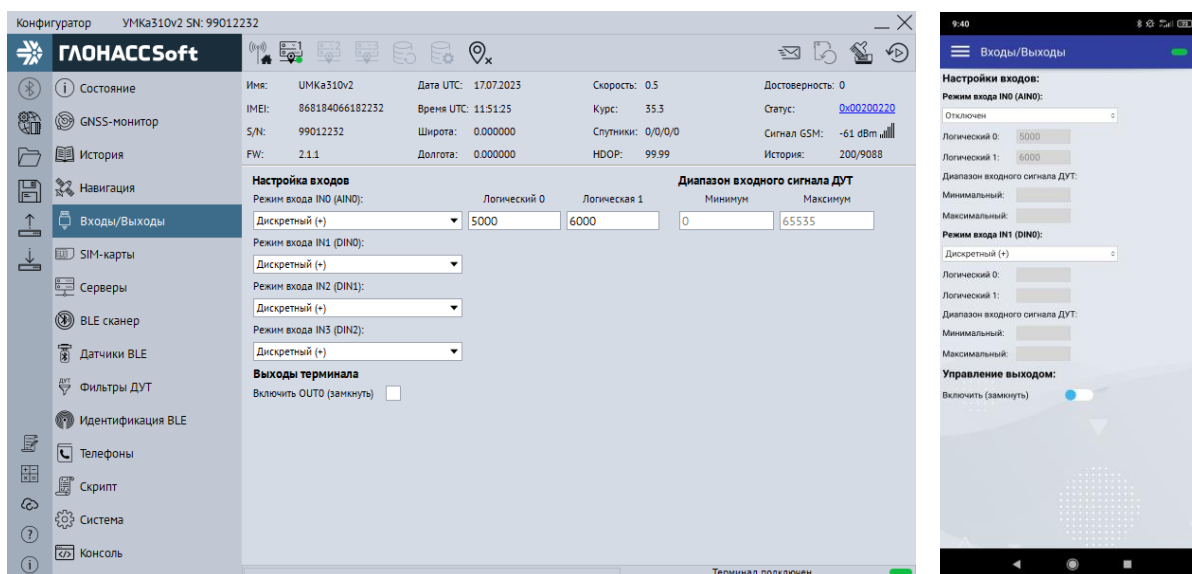 Конфигуратор УМКа310v2 SN: 99012232
ГЛОНАССSoft
Состояние
GNSS-монитор
История
Навигация
Входы/Выходы
SIM-карты
Серверы
BLE сканер
Датчики BLE
Фильтры ДУТ
Идентификация BLE
Телефоны
Скрипт
Система
Консоль
Имя: UMKa310v2 Дата UTC: 17.07.2023 Скорость: 0.5 Достоверность: 0
IMEI: 868184066182232 Время UTC: 11:51:25 Курс: 35.3 Статус: 0x00200220
S/N: 99012232 Широта: 0.000000 Спутники: 0/0/0/0 Сигнал GSM: -61 dBm
FW: 2.1.1 Долгота: 0.000000 HDOP: 99.99 История: 200/9088
Настройка входов Диапазон входного сигнала ДУТ
Режим входа IN0 (AIN0): Логический 0 Логическая 1 Минимум Максимум
Дискретный (+) 5000 6000 0 65535
Режим входа IN1 (DIN0):
Дискретный (+)
Режим входа IN2 (DIN1):
Дискретный (+)
Режим входа IN3 (DIN2):
Дискретный (+)
Выходы терминала
Включить OUT0 (замкнуть)
Терминал подключен
9:40
Входы/Выходы
Настройки входов:
Режим входа IN0 (AIN0):
Отключен
Логический 0: 5000
Логический 1: 6000
Диапазон входного сигнала ДУТ:
Минимальный:
Максимальный:
Режим входа IN1 (DIN0):
Дискретный (+)
Логический 0:
Логический 1:
Диапазон входного сигнала ДУТ:
Минимальный:
Максимальный:
Управление выходом:
Включить (замкнуть)